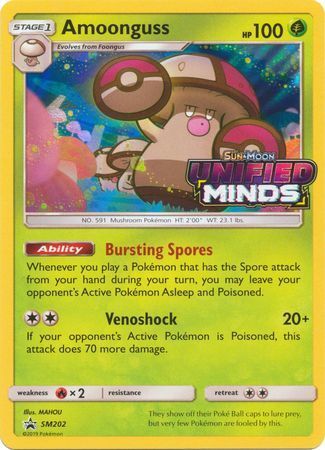 STAGE 1
Amoonguss
HP 100
Evolves from Foongus
SUN & MOON
UNIFIED
MINDS
NO. 591 Mushroom Pokémon HT: 2'00" WT: 23.1 lbs.
Ability Bursting Spores
Whenever you play a Pokémon that has the Spore attack
from your hand during your turn, you may leave your
opponent's Active Pokémon Asleep and Poisoned.
Venoshock 20+
If your opponent's Active Pokémon is Poisoned, this
attack does 70 more damage.
weakness ×2 resistance retreat
Illus. MAHOU
SM202
©2019 Pokémon
They show off their Poké Ball caps to lure prey,
but very few Pokémon are fooled by this.